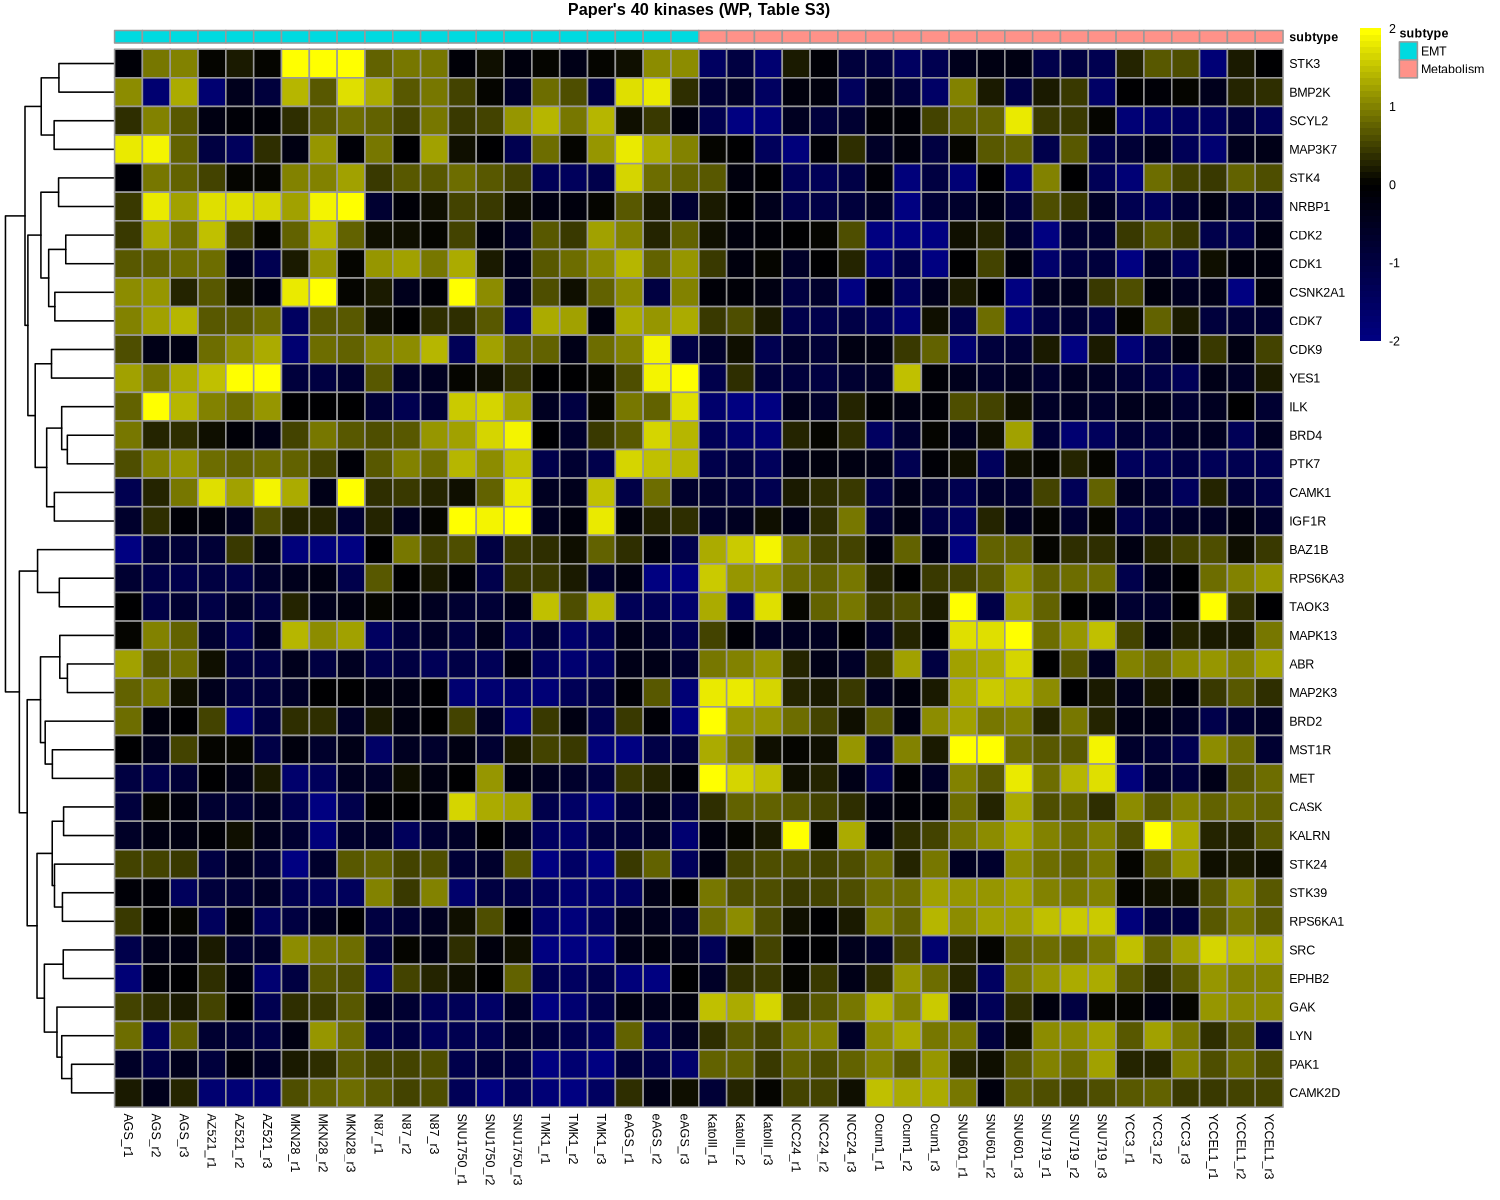 Paper's 40 kinases (WP, Table S3)
subtype
STK3
BMP2K
SCYL2
MAP3K7
STK4
NRBP1
CDK2
CDK1
CSNK2A1
CDK7
CDK9
YES1
ILK
BRD4
PTK7
CAMK1
IGF1R
BAZ1B
RPS6KA3
TAOK3
MAPK13
ABR
MAP2K3
BRD2
MST1R
MET
CASK
KALRN
STK24
STK39
RPS6KA1
SRC
EPHB2
GAK
LYN
PAK1
CAMK2D
2
1
0
-1
-2
subtype
EMT
Metabolism
AGS_r1
AGS_r2
AGS_r3
AZ521_r1
AZ521_r2
AZ521_r3
MKN28_r1
MKN28_r2
MKN28_r3
N87_r1
N87_r2
N87_r3
SNU1750_r1
SNU1750_r2
SNU1750_r3
TMK1_r1
TMK1_r2
TMK1_r3
eAGS_r1
eAGS_r2
eAGS_r3
KatoIII_r1
KatoIII_r2
KatoIII_r3
NCC24_r1
NCC24_r2
NCC24_r3
Ocum1_r1
Ocum1_r2
Ocum1_r3
SNU601_r1
SNU601_r2
SNU601_r3
SNU719_r1
SNU719_r2
SNU719_r3
YCC3_r1
YCC3_r2
YCC3_r3
YCCEL1_r1
YCCEL1_r2
YCCEL1_r3